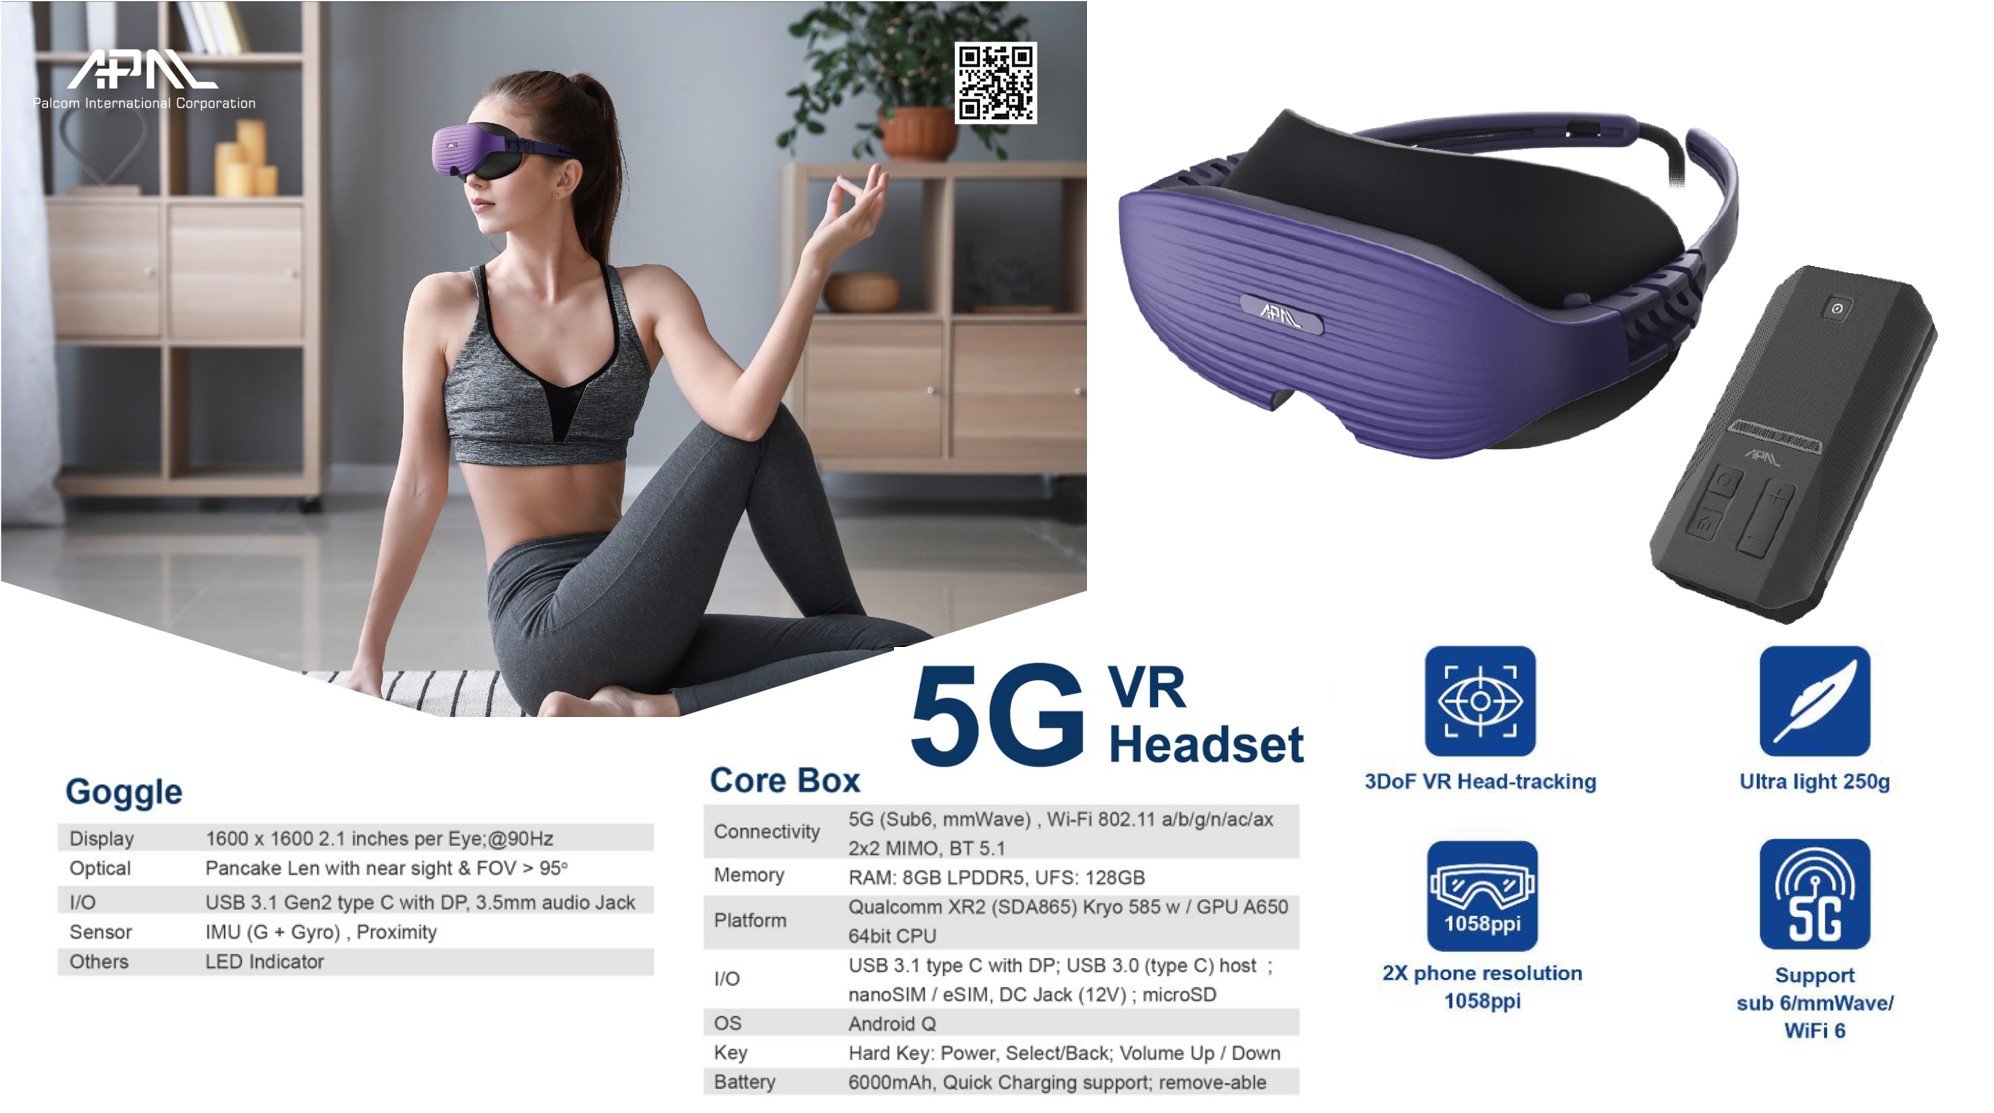 APAL
Palcom International Corporation
APAL
APAL
5G VR
Headset
Goggle
Display 1600 x 1600 2.1 inches per Eye;@90Hz
Optical Pancake Len with near sight & FOV > 95°
I/O USB 3.1 Gen2 type C with DP, 3.5mm audio Jack
Sensor IMU (G + Gyro) , Proximity
Others LED Indicator
Core Box
Connectivity 5G (Sub6, mmWave) , Wi-Fi 802.11 a/b/g/n/ac/ax
2x2 MIMO, BT 5.1
Memory RAM: 8GB LPDDR5, UFS: 128GB
Platform Qualcomm XR2 (SDA865) Kryo 585 w / GPU A650
64bit CPU
I/O USB 3.1 type C with DP; USB 3.0 (type C) host ;
nanoSIM / eSIM, DC Jack (12V) ; microSD
OS Android Q
Key Hard Key: Power, Select/Back; Volume Up / Down
Battery 6000mAh, Quick Charging support; remove-able
3DoF VR Head-tracking
Ultra light 250g
1058ppi
2X phone resolution
1058ppi
5G
Support
sub 6/mmWave/
WiFi 6